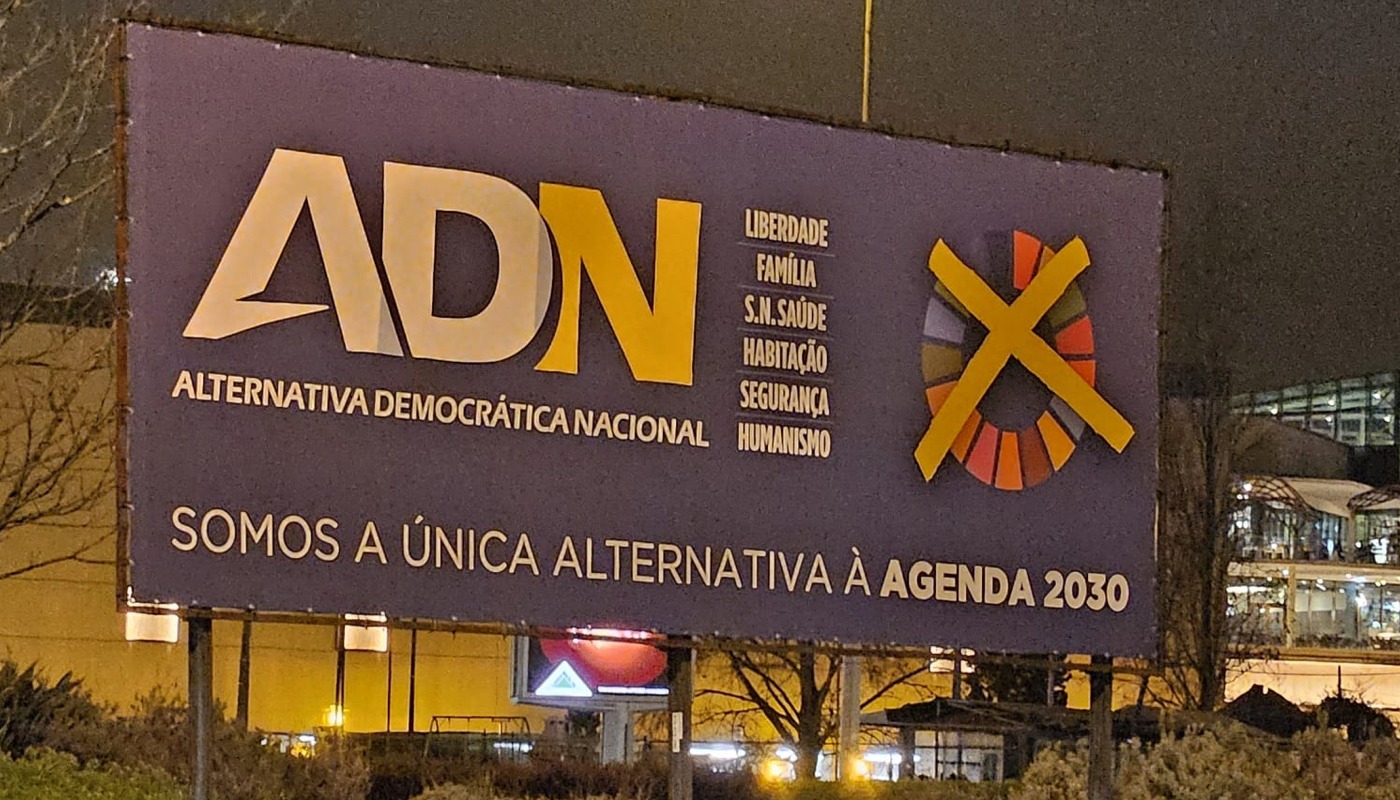 ADN
ALTERNATIVA DEMOCRÁTICA NACIONAL
LIBERDADE
FAMÍLIA
S.N.SAÚDE
HABITAÇÃO
SEGURANÇA
HUMANISMO
SOMOS A ÚNICA ALTERNATIVA À AGENDA 2030